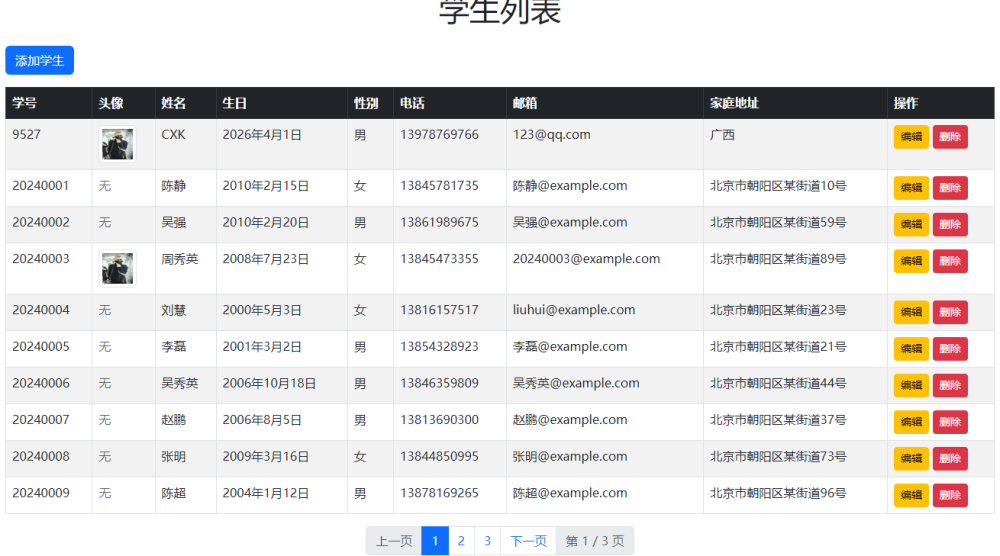 学生列表
添加学生
学号 头像 姓名 生日 性别 电话 邮箱 家庭地址 操作
9527 CXK 2026年4月1日 男 13978769766 123@qq.com 广西 编辑 删除
20240001 无 陈静 2010年2月15日 女 13845781735 陈静@example.com 北京市朝阳区某街道10号 编辑 删除
20240002 无 吴强 2010年2月20日 男 13861989675 吴强@example.com 北京市朝阳区某街道59号 编辑 删除
20240003 周秀英 2008年7月23日 女 13845473355 20240003@example.com 北京市朝阳区某街道89号 编辑 删除
20240004 无 刘慧 2000年5月3日 女 13816157517 liuhui@example.com 北京市朝阳区某街道23号 编辑 删除
20240005 无 李磊 2001年3月2日 男 13854328923 李磊@example.com 北京市朝阳区某街道21号 编辑 删除
20240006 无 吴秀英 2006年10月18日 男 13846359809 吴秀英@example.com 北京市朝阳区某街道44号 编辑 删除
20240007 无 赵鹏 2006年8月5日 男 13813690300 赵鹏@example.com 北京市朝阳区某街道37号 编辑 删除
20240008 无 张明 2009年3月16日 女 13844850995 张明@example.com 北京市朝阳区某街道73号 编辑 删除
20240009 无 陈超 2004年1月12日 男 13878169265 陈超@example.com 北京市朝阳区某街道96号 编辑 删除
上一页 1 2 3 下一页 第 1 / 3 页